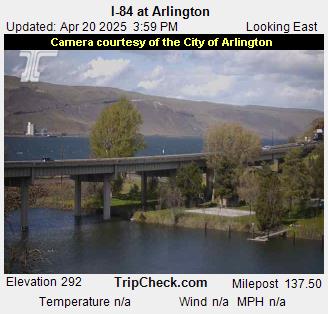 I-84 at Arlington
Updated: Apr 20 2025 3:59 PM Looking East
Camera courtesy of the City of Arlington
Elevation 292 TripCheck.com Milepost 137.50
Temperature n/a Wind n/a MPH n/a